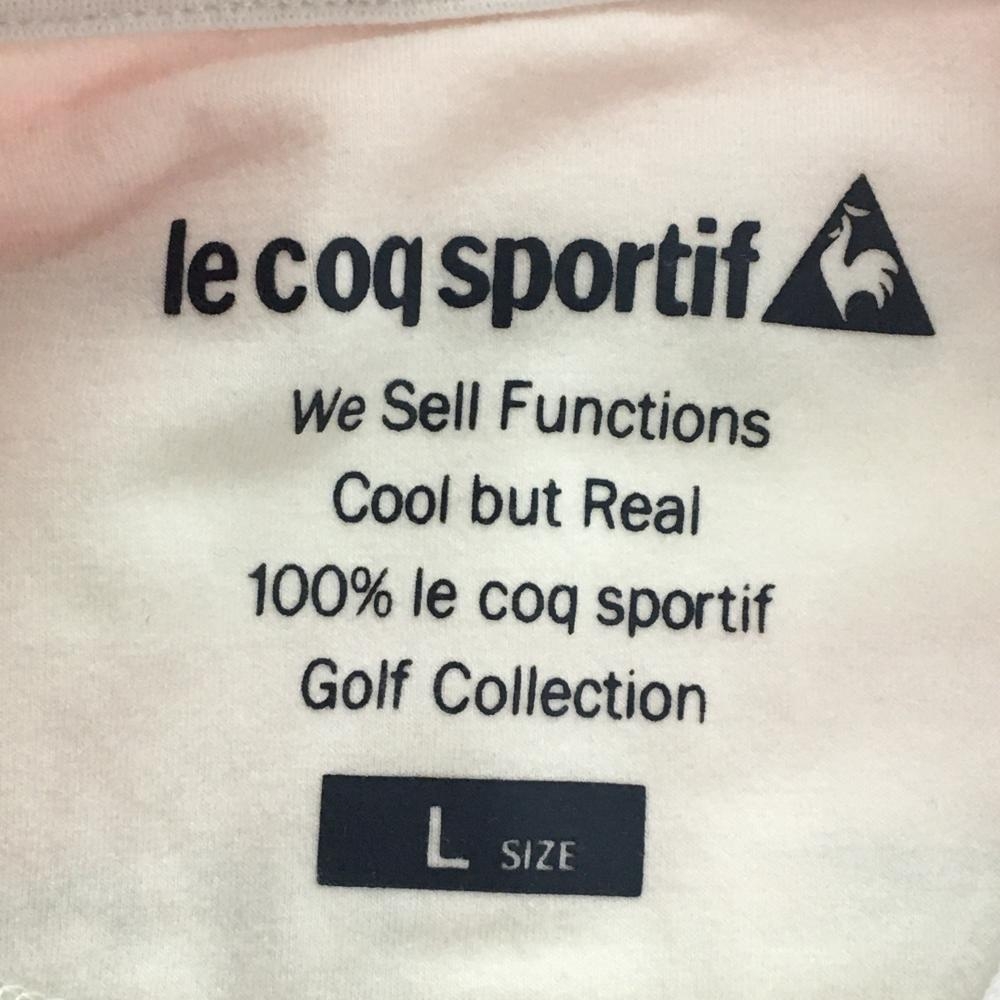 le coq sportif
We Sell Functions
Cool but Real
100% le coq sportif
Golf Collection
L SIZE